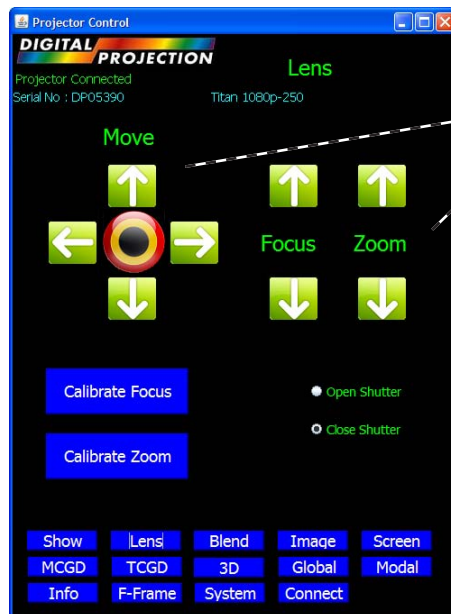 Projector Control
DIGITAL PROJECTION
Lens
Projector Connected
Serial No : DP05390 Titan 1080p-250
Move
Focus Zoom
Calibrate Focus
Open Shutter
Close Shutter
Calibrate Zoom
Show Lens Blend Image Screen
MCGD TCGD 3D Global Modal
Info F-Frame System Connect